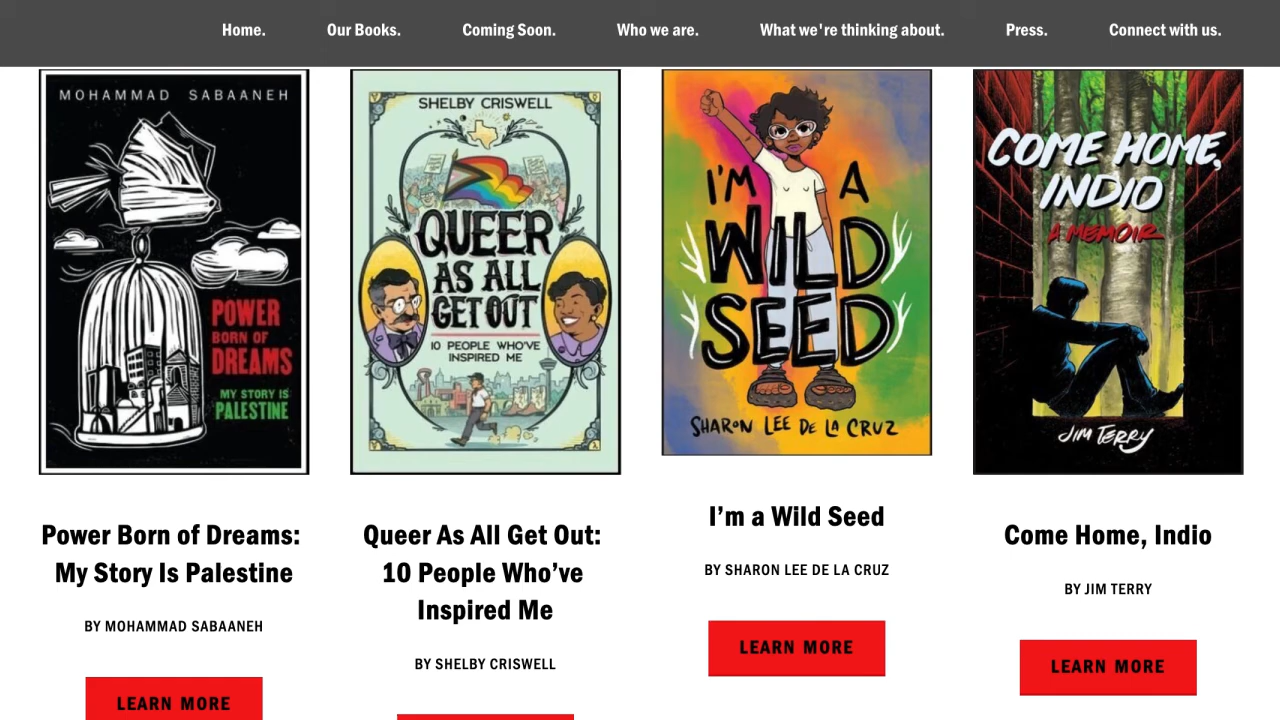 Home.
Our Books.
Coming Soon.
Who we are.
What we're thinking about.
Press.
Connect with us.
MOHAMMAD SABAANEH
POWER
BORN OF
DREAMS
MY STORY IS
PALESTINE
SHELBY CRISWELL
QUEER
AS ALL
GET OUT
10 PEOPLE WHO'VE
INSPIRED ME
I'M A
WILD
SEED
SHARON LEE DE LA CRUZ
COME HOME,
INDIO
A MEMOIR
JIM TERRY
Power Born of Dreams:
My Story Is Palestine
BY MOHAMMAD SABAANEH
LEARN MORE
Queer As All Get Out:
10 People Who’ve
Inspired Me
BY SHELBY CRISWELL
I’m a Wild Seed
BY SHARON LEE DE LA CRUZ
LEARN MORE
Come Home, Indio
BY JIM TERRY
LEARN MORE